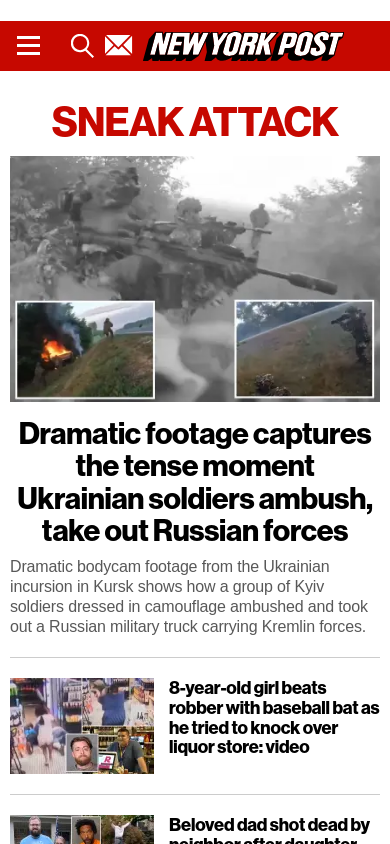 NEW YORK POST
SNEAK ATTACK
Dramatic footage captures
the tense moment
Ukrainian soldiers ambush,
take out Russian forces
Dramatic bodycam footage from the Ukrainian
incursion in Kursk shows how a group of Kyiv
soldiers dressed in camouflage ambushed and took
out a Russian military truck carrying Kremlin forces.
8-year-old girl beats
robber with baseball bat as
he tried to knock over
liquor store: video
Beloved dad shot dead by
neighbor after daughter